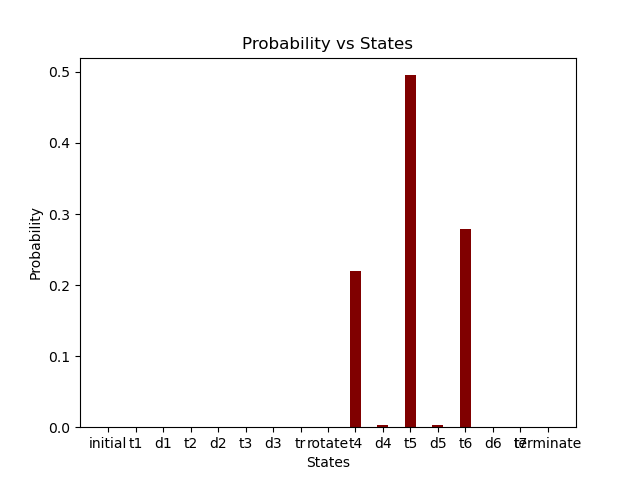 Probability vs States
Probability
0.5
0.4
0.3
0.2
0.1
0.0
initial t1 d1 t2 d2 t3 d3 tr rotate t4 d4 t5 d5 t6 d6 t7 terminate
States